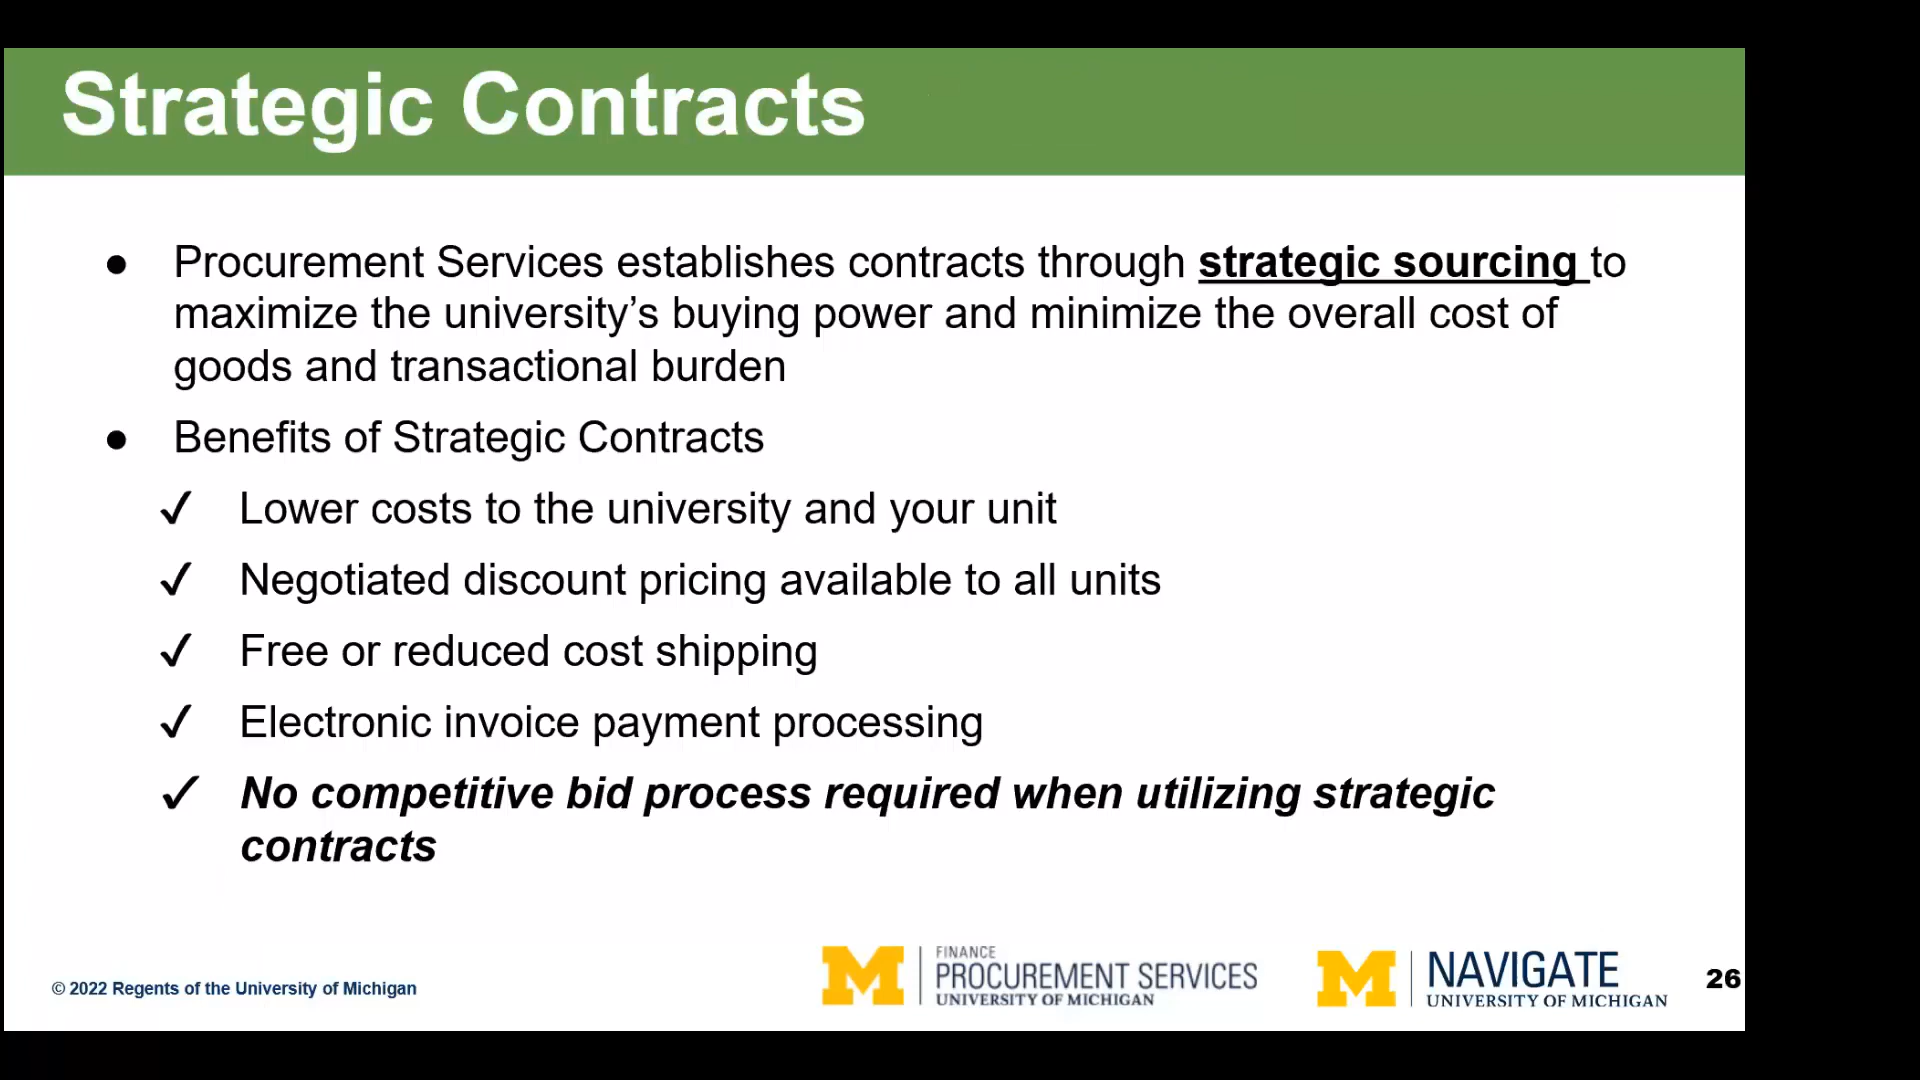 Strategic Contracts
● Procurement Services establishes contracts through strategic sourcing to
maximize the university’s buying power and minimize the overall cost of
goods and transactional burden
● Benefits of Strategic Contracts
✓ Lower costs to the university and your unit
✓ Negotiated discount pricing available to all units
✓ Free or reduced cost shipping
✓ Electronic invoice payment processing
✓ No competitive bid process required when utilizing strategic
contracts
© 2022 Regents of the University of Michigan
M
FINANCE
PROCUREMENT SERVICES
UNIVERSITY OF MICHIGAN
M
NAVIGATE
UNIVERSITY OF MICHIGAN
26